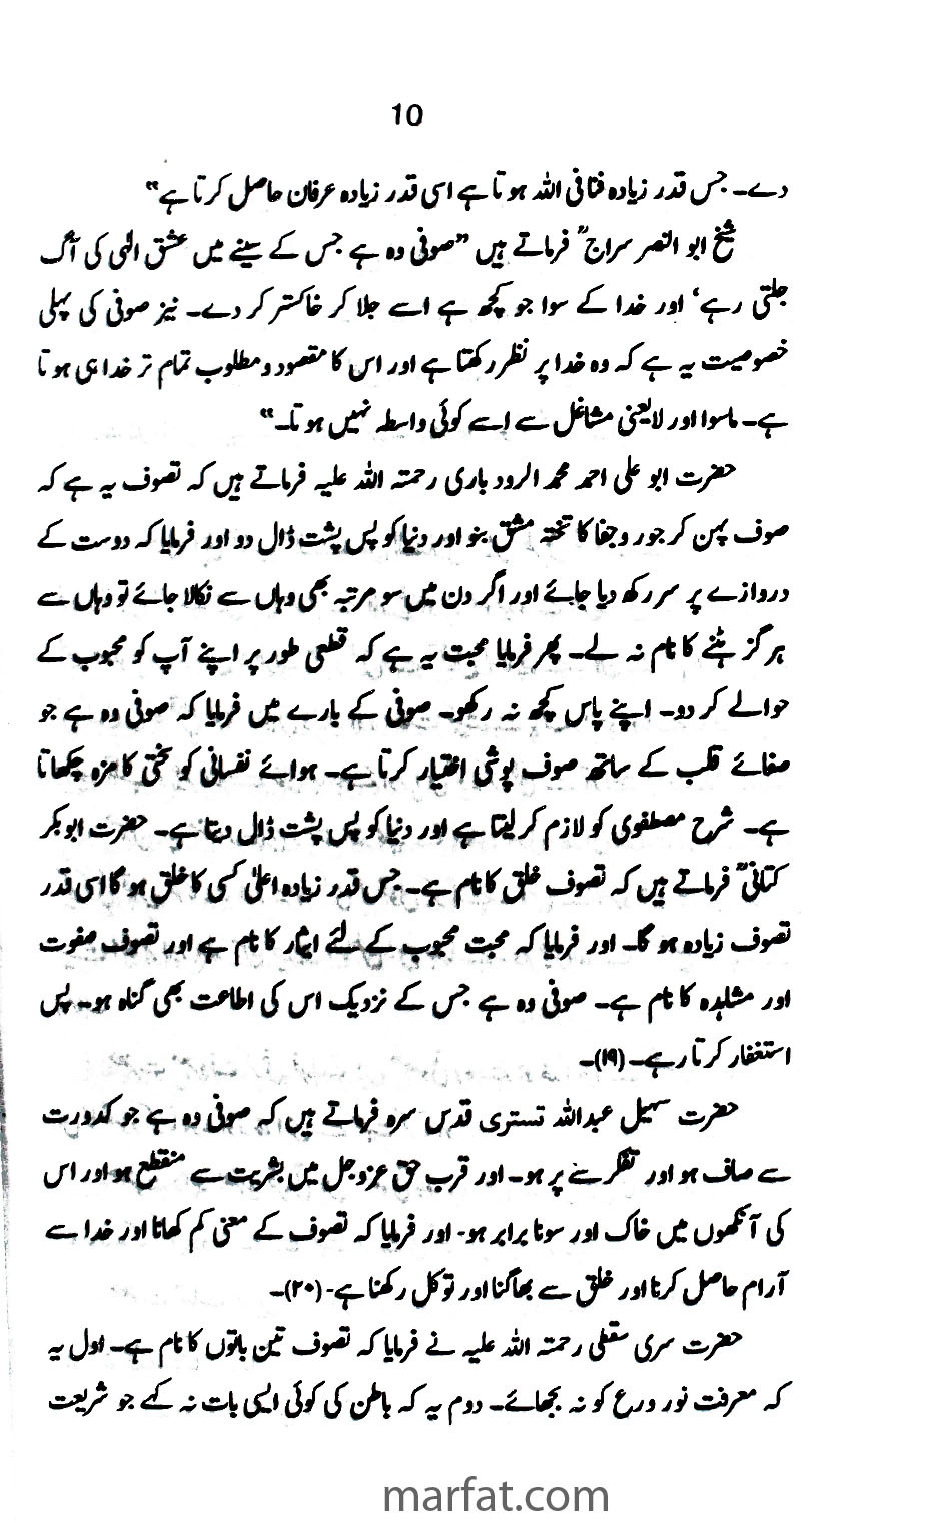 10
دے۔ جس قدر زیادہ فنافی اللہ ہوتا ہے اسی قدر زیادہ عرفان حاصل کرتا ہے"
شیخ ابو النصر سراجؒ فرماتے ہیں "صوفی وہ ہے جس کے سینے میں عشق الٰہی کی آگ
جلتی رہے' اور خدا کے سوا جو کچھ ہے اسے جلا کر خاکستر کر دے۔ نیز صوفی کی پہلی
خصوصیت یہ ہے کہ وہ خدا پر نظر رکھتا ہے اور اس کا مقصود و مطلوب تمام تر خدا ہی ہوتا
ہے۔ ماسوا اور لایعنی مشاغل سے اسے کوئی واسطہ نہیں ہوتا۔"
حضرت ابو علی احمد محمد الرود باری رحمتہ اللہ علیہ فرماتے ہیں کہ تصوف یہ ہے کہ
صوف پہن کر جور و جفا کا تختہ مشق بنو اور دنیا کو پس پشت ڈال دو اور فرمایا کہ دوست کے
دروازے پر سر رکھ دیا جائے اور اگر دن میں سو مرتبہ بھی وہاں سے نکالا جائے تو وہاں سے
ہرگز ہٹنے کا نام نہ لے۔ پھر فرمایا محبت یہ ہے کہ قطعی طور پر اپنے آپ کو محبوب کے
حوالے کر دو۔ اپنے پاس کچھ نہ رکھو۔ صوفی کے بارے میں فرمایا کہ صوفی وہ ہے جو
صفائے قلب کے ساتھ صوف پوشی اختیار کرتا ہے۔ ہوائے نفسانی کو سختی کا مزہ چکھاتا
ہے۔ شرح مصطفوی کو لازم کر لیتا ہے اور دنیا کو پس پشت ڈال دیتا ہے۔ حضرت ابوبکر
کتانیؒ فرماتے ہیں کہ تصوف خلق کا نام ہے۔ جس قدر زیادہ اعلیٰ کسی کا خلق ہو گا اسی قدر
تصوف زیادہ ہو گا۔ اور فرمایا کہ محبت محبوب کے لئے ایثار کا نام ہے اور تصوف صفوت
اور مشاہدہ کا نام ہے۔ صوفی وہ ہے جس کے نزدیک اس کی اطاعت بھی گناہ ہو۔ پس
استغفار کرتا رہے۔ (۱۹)۔
حضرت سہیل عبداللہ تستری قدس سرہ فرماتے ہیں کہ صوفی وہ ہے جو کدورت
سے صاف ہو اور تفکر سے پر ہو۔ اور قرب حق عزوجل میں بشریت سے منقطع ہو اور اس
کی آنکھوں میں خاک اور سونا برابر ہو۔ اور فرمایا کہ تصوف کے معنی کم کھانا اور خدا سے
آرام حاصل کرنا اور خلق سے بھاگنا اور توکل رکھنا ہے۔ (۲۰)۔
حضرت سری سقطی رحمتہ اللہ علیہ نے فرمایا کہ تصوف تین باتوں کا نام ہے۔ اول یہ
کہ معرفت نور ورع کو نہ بجھائے۔ دوم یہ کہ باطن کی کوئی ایسی بات نہ کہے جو شریعت
marfat.com